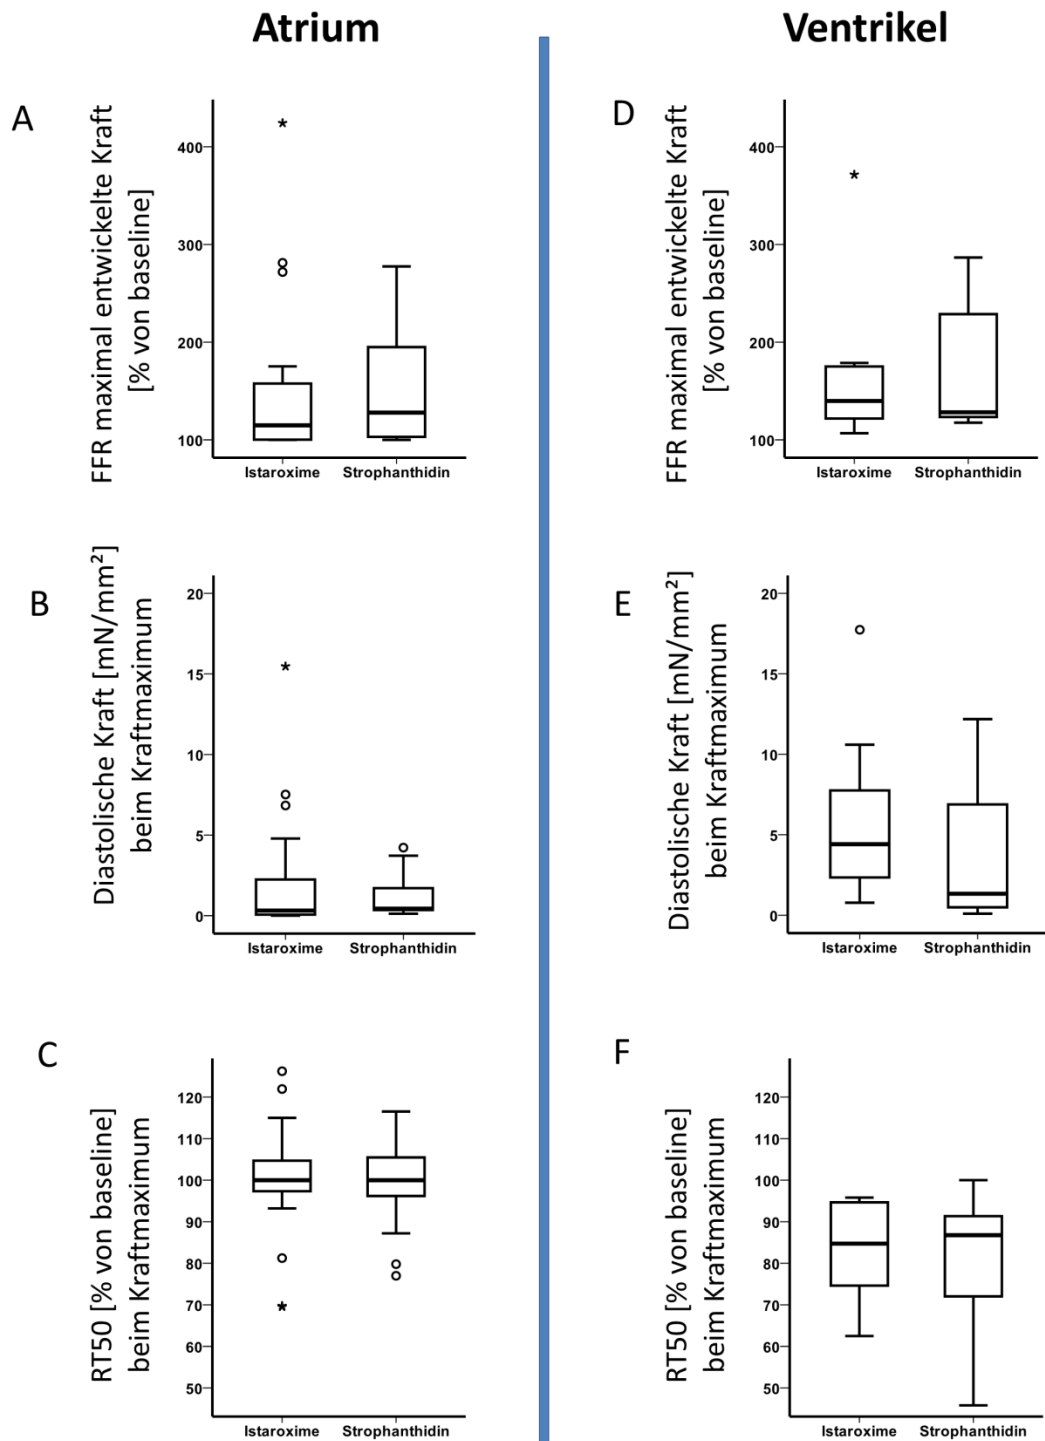 Atrium
Ventrikel
A
FFR maximal entwickelte Kraft
[% von baseline]
400
300
200
100
Istaroxime
Strophanthidin
D
FFR maximal entwickelte Kraft
[% von baseline]
400
300
200
100
Istaroxime
Strophanthidin
B
Diastolische Kraft [mN/mm²]
beim Kraftmaximum
20
15
10
5
0
Istaroxime
Strophanthidin
E
Diastolische Kraft [mN/mm²]
beim Kraftmaximum
20
15
10
5
0
Istaroxime
Strophanthidin
C
RT50 [% von baseline]
beim Kraftmaximum
120
110
100
90
80
70
60
50
Istaroxime
Strophanthidin
F
RT50 [% von baseline]
beim Kraftmaximum
120
110
100
90
80
70
60
50
Istaroxime
Strophanthidin